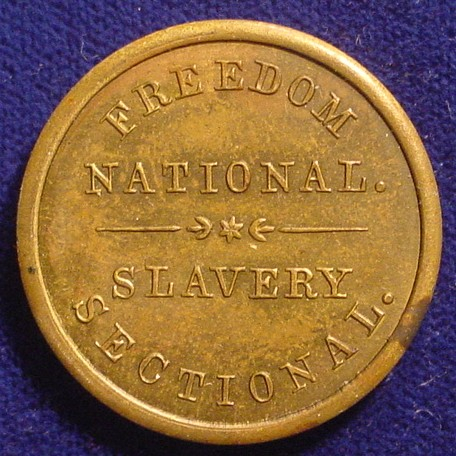 FREEDOM
NATIONAL.
SLAVERY
SECTIONAL.